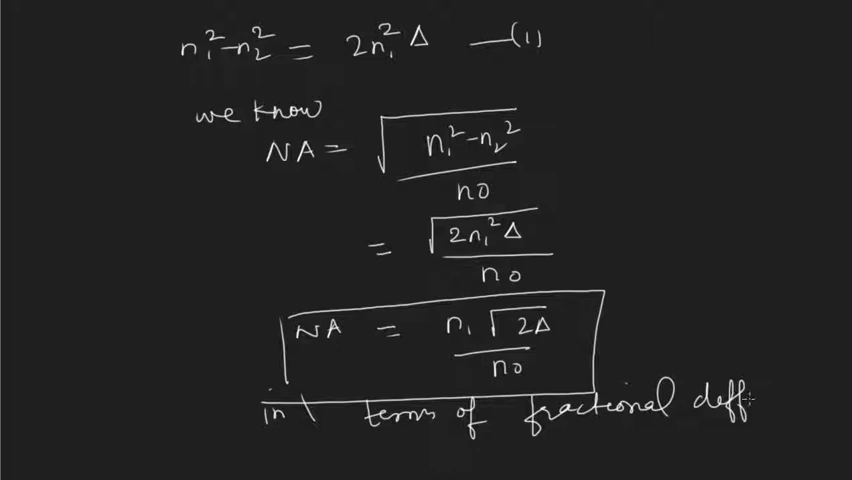 n₁²-n₂² = 2n₁² Δ —(1)
we know
NA = √(n₁²-n₂²) / n0
= √(2n₁² Δ) / n0
NA = n₁ √(2Δ) / n0
in \ terms of fractional deff